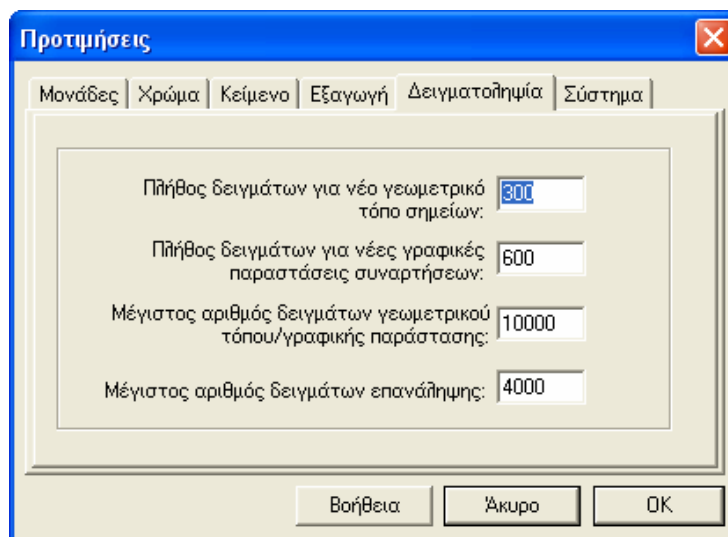 Προτιμήσεις
Μονάδες Χρώμα Κείμενο Εξαγωγή Δειγματοληψία Σύστημα
Πλήθος δειγμάτων για νέο γεωμετρικό
τόπο σημείων: 300
Πλήθος δειγμάτων για νέες γραφικές
παραστάσεις συναρτήσεων: 600
Μέγιστος αριθμός δειγμάτων γεωμετρικού
τόπου/γραφικής παράστασης: 10000
Μέγιστος αριθμός δειγμάτων επανάληψης: 4000
Βοήθεια Άκυρο OK